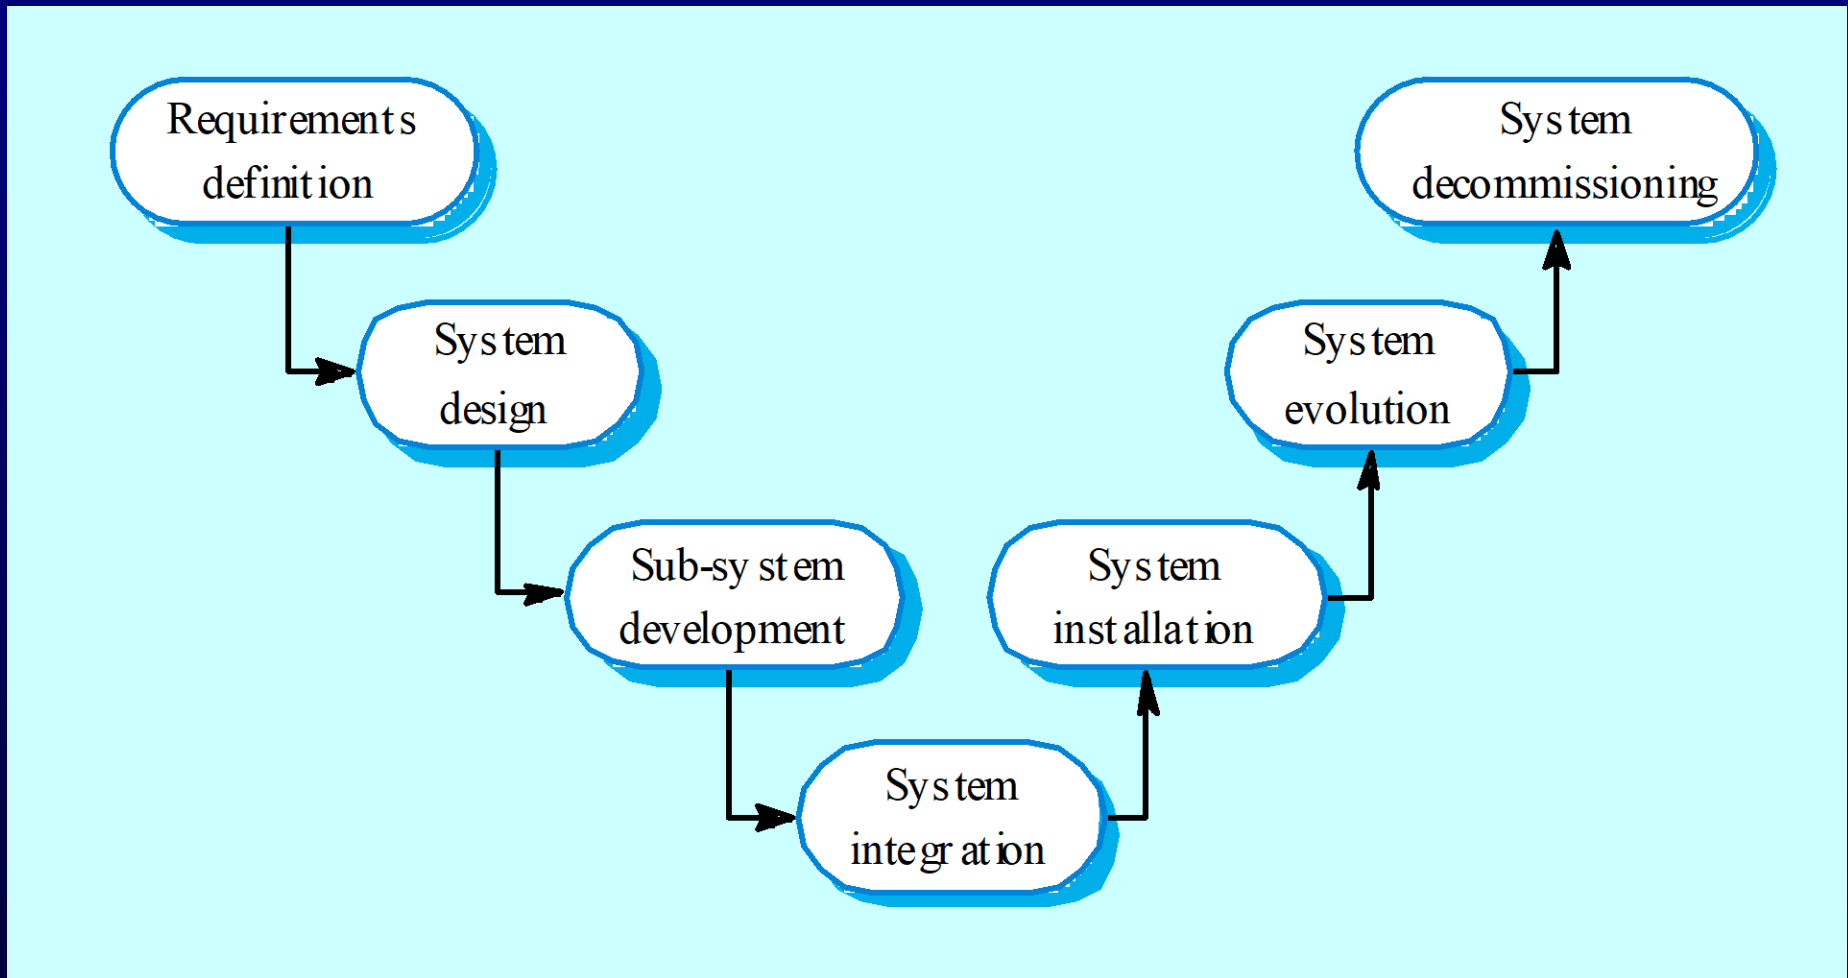 Requirements
definition
System
design
Sub-system
development
System
integration
System
installation
System
evolution
System
decommissioning